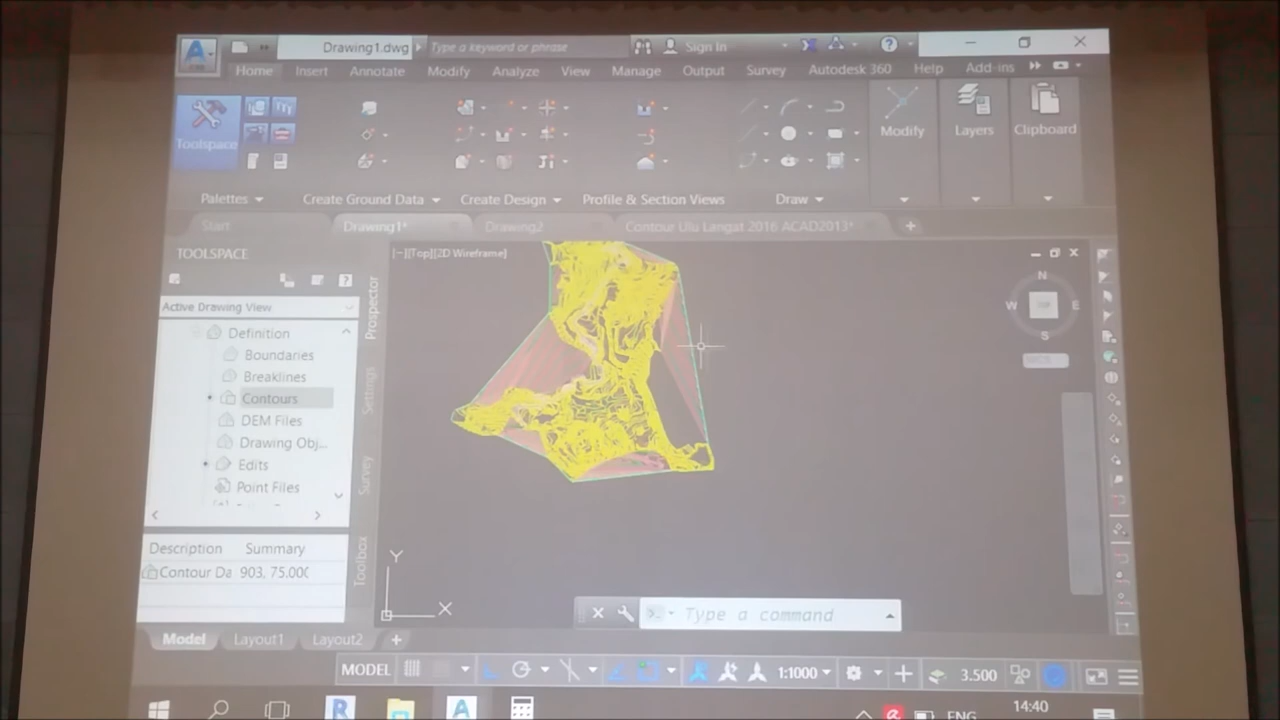 Drawing1.dwg Type a keyword or phrase Sign In
Home Insert Annotate Modify Analyze View Manage Output Survey Autodesk 360 Help Add-ins
Toolspace Modify Layers Clipboard
Palettes Create Ground Data Create Design Profile & Section Views Draw
Start Drawing1* Drawing2 Contour Ulu Langat 2016 ACAD2013*
TOOLSPACE
[−][Top][2D Wireframe]
Active Drawing View
Definition
Boundaries
Breaklines
Contours
DEM Files
Drawing Obj...
Edits
Point Files
Description Summary
Contour Da 903, 75.000
Prospector
Settings
Survey
Toolbox
N
W TOP E
S
WCS
Y
X
Type a command
Model Layout1 Layout2 +
MODEL 1:1000 3.500
R A ENG 14:40